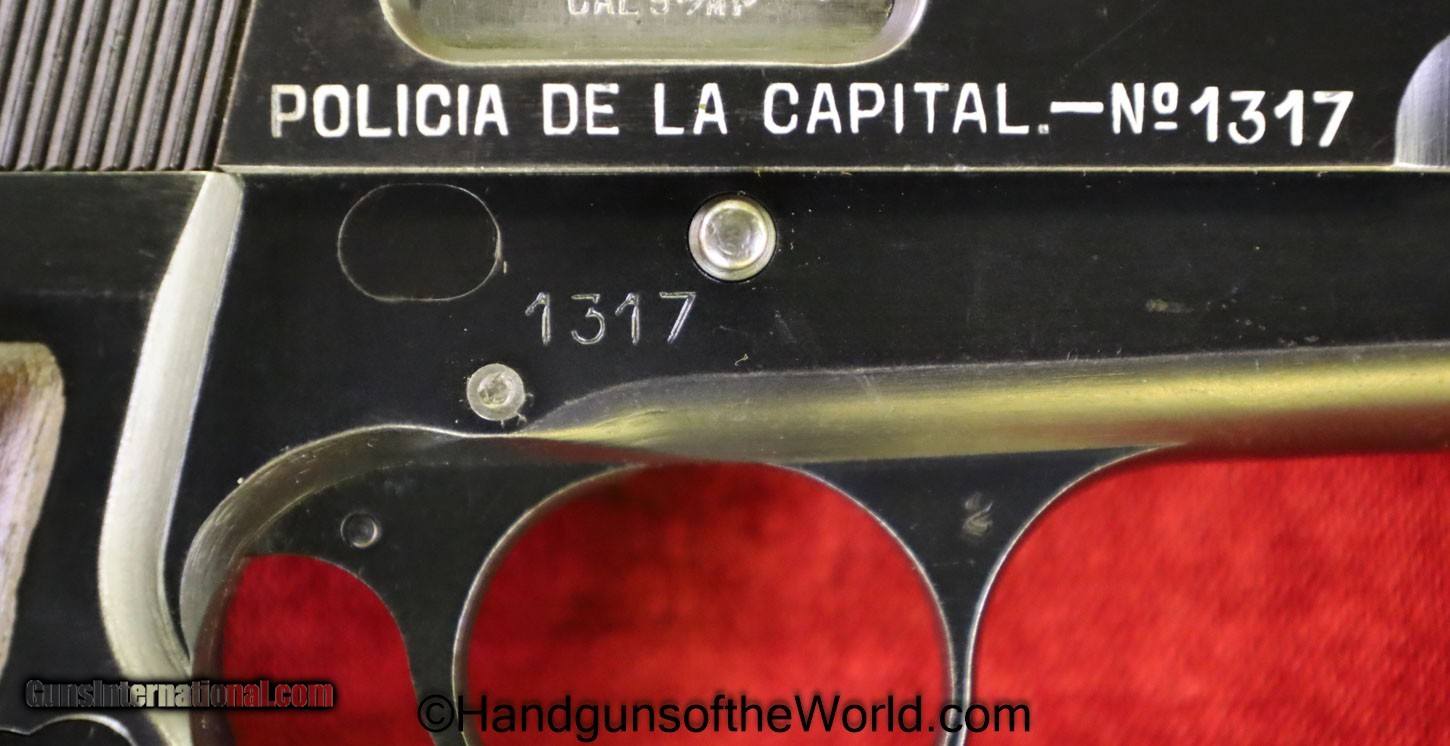 POLICIA DE LA CAPITAL.—Nº1317
1317
GunsInternational.com
©HandgunsoftheWorld.com